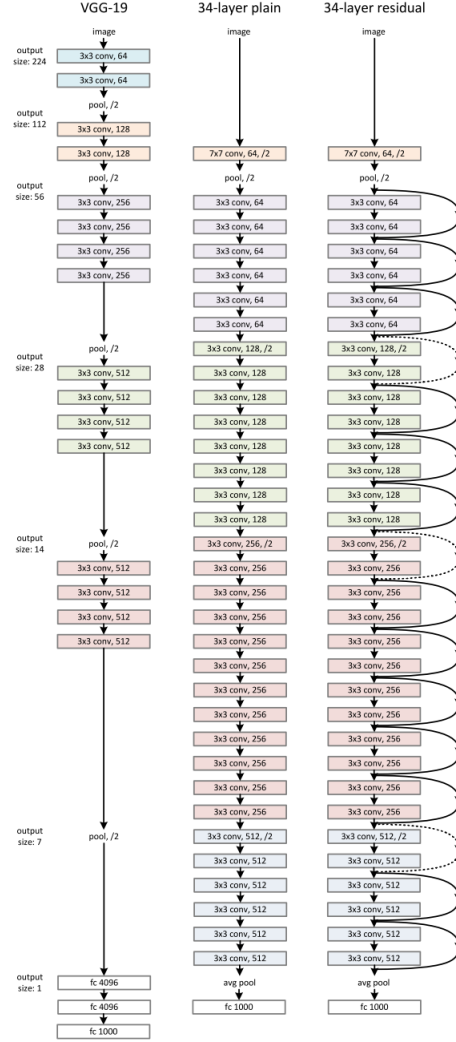 VGG-19
image
output
size: 224
3x3 conv, 64
3x3 conv, 64
pool, /2
output
size: 112
3x3 conv, 128
3x3 conv, 128
pool, /2
output
size: 56
3x3 conv, 256
3x3 conv, 256
3x3 conv, 256
3x3 conv, 256
pool, /2
output
size: 28
3x3 conv, 512
3x3 conv, 512
3x3 conv, 512
3x3 conv, 512
pool, /2
output
size: 14
3x3 conv, 512
3x3 conv, 512
3x3 conv, 512
3x3 conv, 512
output
size: 7
pool, /2
output
size: 1
fc 4096
fc 4096
fc 1000
34-layer plain
image
7x7 conv, 64, /2
pool, /2
3x3 conv, 64
3x3 conv, 64
3x3 conv, 64
3x3 conv, 64
3x3 conv, 64
3x3 conv, 64
3x3 conv, 128, /2
3x3 conv, 128
3x3 conv, 128
3x3 conv, 128
3x3 conv, 128
3x3 conv, 128
3x3 conv, 128
3x3 conv, 128
3x3 conv, 256, /2
3x3 conv, 256
3x3 conv, 256
3x3 conv, 256
3x3 conv, 256
3x3 conv, 256
3x3 conv, 256
3x3 conv, 256
3x3 conv, 256
3x3 conv, 256
3x3 conv, 256
3x3 conv, 256
3x3 conv, 512, /2
3x3 conv, 512
3x3 conv, 512
3x3 conv, 512
3x3 conv, 512
3x3 conv, 512
avg pool
fc 1000
34-layer residual
image
7x7 conv, 64, /2
pool, /2
3x3 conv, 64
3x3 conv, 64
3x3 conv, 64
3x3 conv, 64
3x3 conv, 64
3x3 conv, 64
3x3 conv, 128, /2
3x3 conv, 128
3x3 conv, 128
3x3 conv, 128
3x3 conv, 128
3x3 conv, 128
3x3 conv, 128
3x3 conv, 128
3x3 conv, 256, /2
3x3 conv, 256
3x3 conv, 256
3x3 conv, 256
3x3 conv, 256
3x3 conv, 256
3x3 conv, 256
3x3 conv, 256
3x3 conv, 256
3x3 conv, 256
3x3 conv, 256
3x3 conv, 256
3x3 conv, 512, /2
3x3 conv, 512
3x3 conv, 512
3x3 conv, 512
3x3 conv, 512
3x3 conv, 512
avg pool
fc 1000